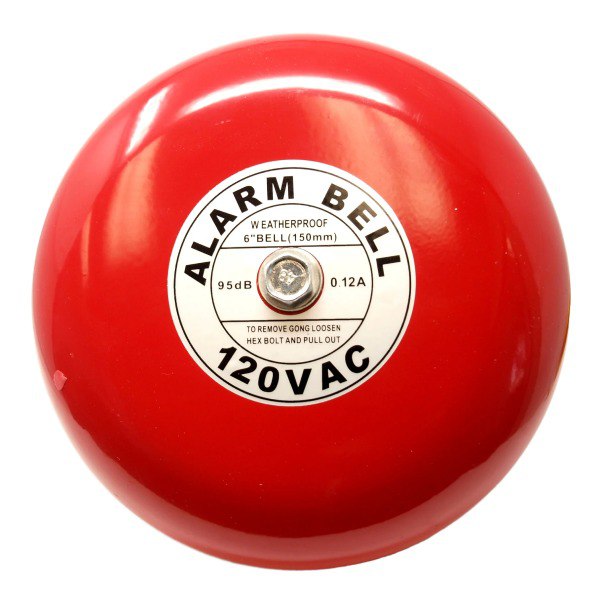 ALARM BELL
WEATHERPROOF
6"BELL(150mm)
95dB 0.12A
TO REMOVE GONG LOOSEN
HEX BOLT AND PULL OUT
120VAC